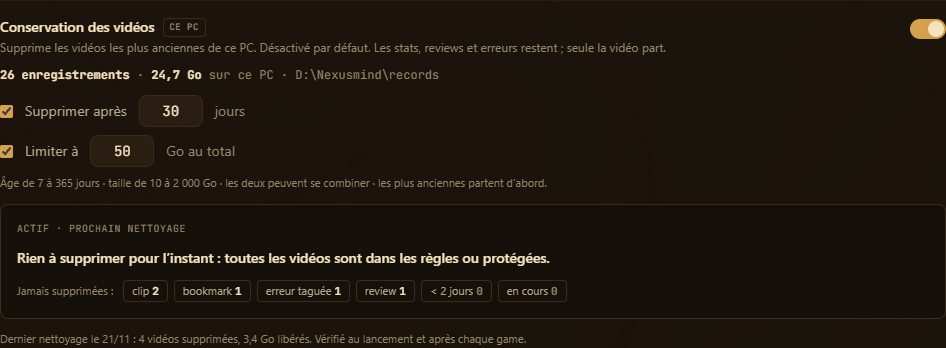 Conservation des vidéos CE PC
Supprime les vidéos les plus anciennes de ce PC. Désactivé par défaut. Les stats, reviews et erreurs restent ; seule la vidéo part.
26 enregistrements · 24,7 Go sur ce PC · D:\Nexusmind\records
Supprimer après 30 jours
Limiter à 50 Go au total
Âge de 7 à 365 jours · taille de 10 à 2 000 Go · les deux peuvent se combiner · les plus anciennes partent d'abord.
ACTIF · PROCHAIN NETTOYAGE
Rien à supprimer pour l'instant : toutes les vidéos sont dans les règles ou protégées.
Jamais supprimées : clip 2 bookmark 1 erreur taguée 1 review 1 < 2 jours 0 en cours 0
Dernier nettoyage le 21/11 : 4 vidéos supprimées, 3,4 Go libérés. Vérifié au lancement et après chaque game.